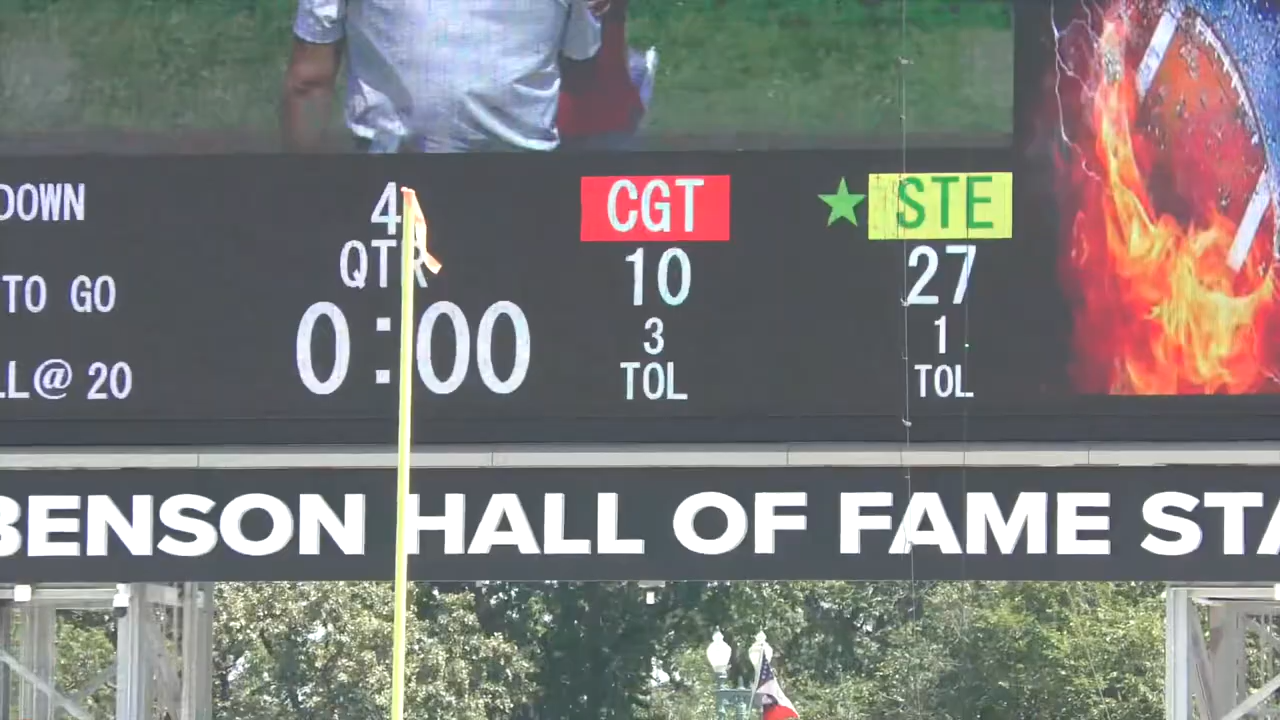 DOWN
TO GO
LL@ 20
4
QTR
0:00
CGT
10
3
TOL
STE
27
1
TOL
BENSON HALL OF FAME STA